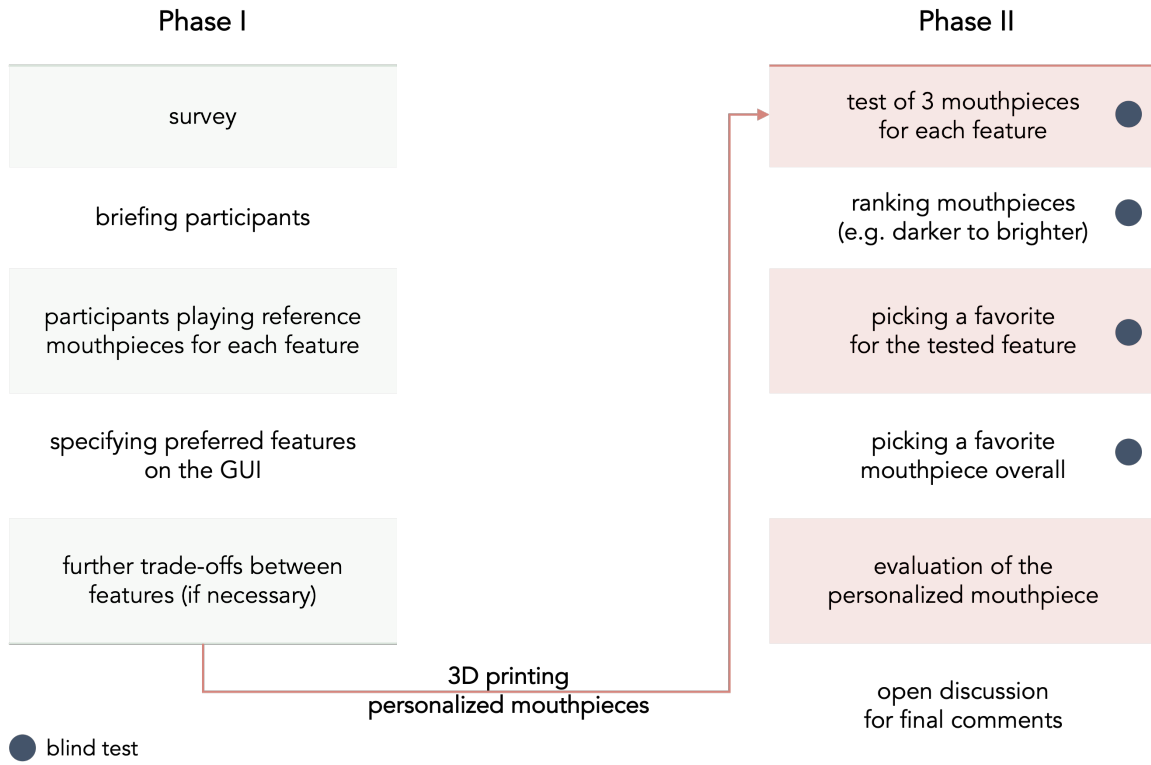 Phase I
survey
briefing participants
participants playing reference
mouthpieces for each feature
specifying preferred features
on the GUI
further trade-offs between
features (if necessary)
3D printing
personalized mouthpieces
Phase II
test of 3 mouthpieces
for each feature
ranking mouthpieces
(e.g. darker to brighter)
picking a favorite
for the tested feature
picking a favorite
mouthpiece overall
evaluation of the
personalized mouthpiece
open discussion
for final comments
blind test